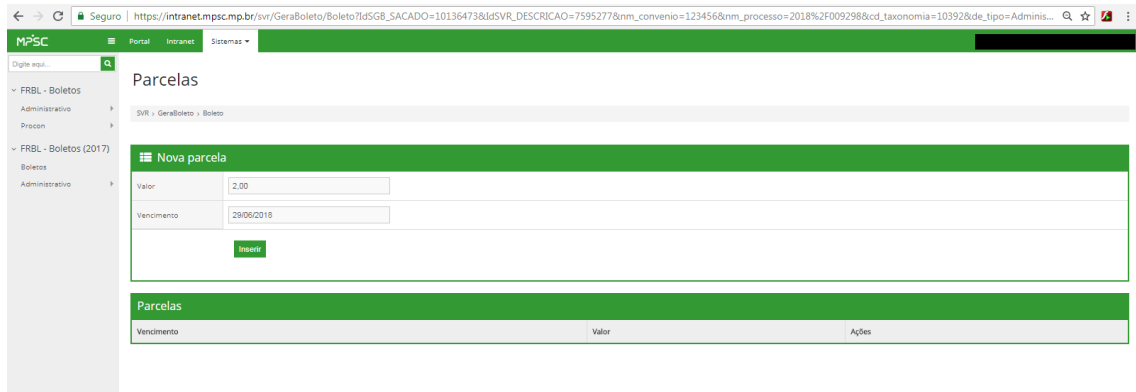 Seguro | https://intranet.mpsc.mp.br/svr/GeraBoleto/Boleto?IdSGB_SACADO=10136473&IdSVR_DESCRICAO=7595277&nm_convenio=123456&nm_processo=2018%2F009298&cd_taxonomia=10392&de_tipo=Adminis...
MPSC Portal Intranet Sistemas
Digite aqui...
Parcelas
FRBL - Boletos
Administrativo
Procon
FRBL - Boletos (2017)
Boletos
Administrativo
SVR > GeraBoleto > Boleto
Nova parcela
Valor 2,00
Vencimento 29/06/2018
Inserir
Parcelas
Vencimento Valor Ações